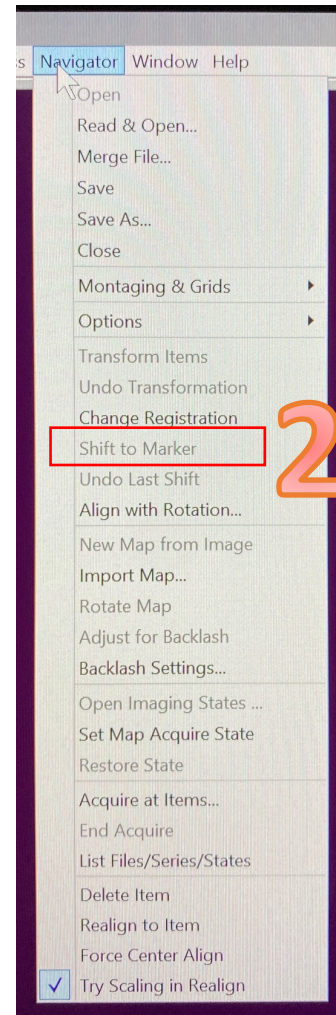 s Navigator Window Help
Open
Read & Open...
Merge File...
Save
Save As...
Close
Montaging & Grids
Options
Transform Items
Undo Transformation
Change Registration
Shift to Marker
2
Undo Last Shift
Align with Rotation...
New Map from Image
Import Map...
Rotate Map
Adjust for Backlash
Backlash Settings...
Open Imaging States ...
Set Map Acquire State
Restore State
Acquire at Items...
End Acquire
List Files/Series/States
Delete Item
Realign to Item
Force Center Align
Try Scaling in Realign